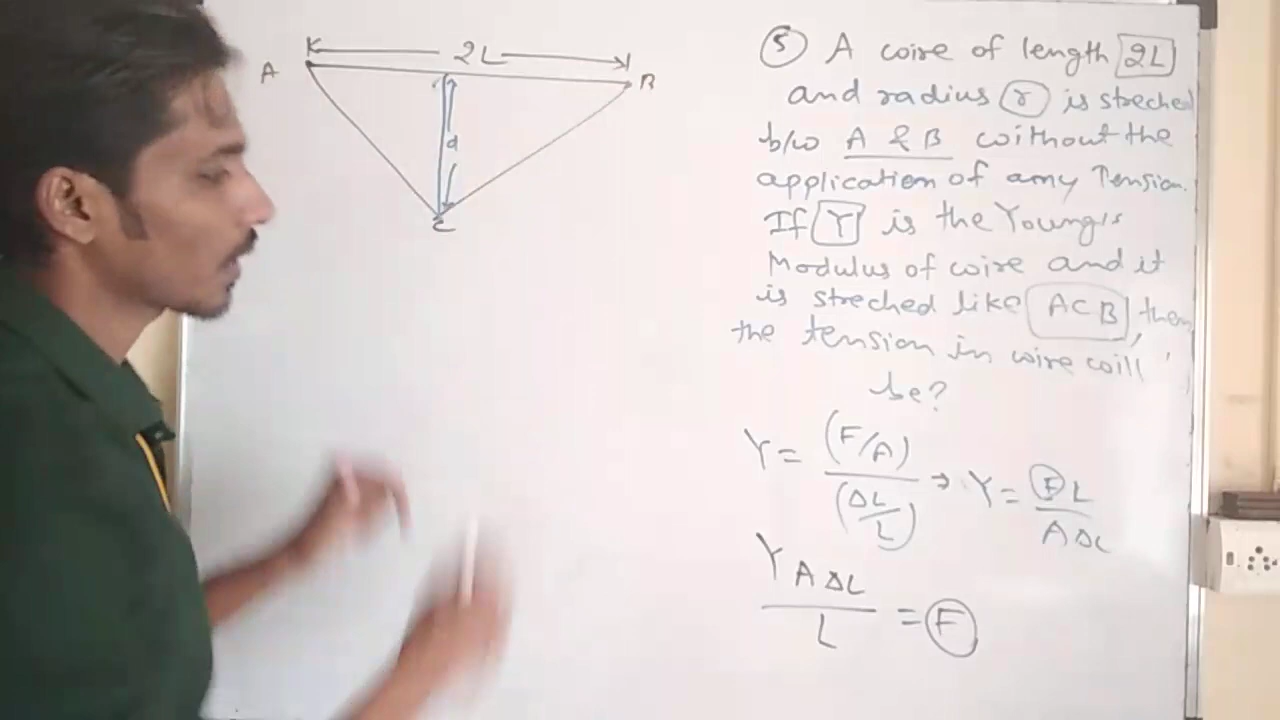 2L
A
B
d
C
⑤ A wire of length 2L
and radius r is streched
b/w A & B without the
application of any Tension.
If Y is the Young's
Modulus of wire and it
is streched like ACB, then
the tension in wire will
be?
Y = (F/A) / (ΔL/L) → Y = FL / AΔL
YAΔL / L = F